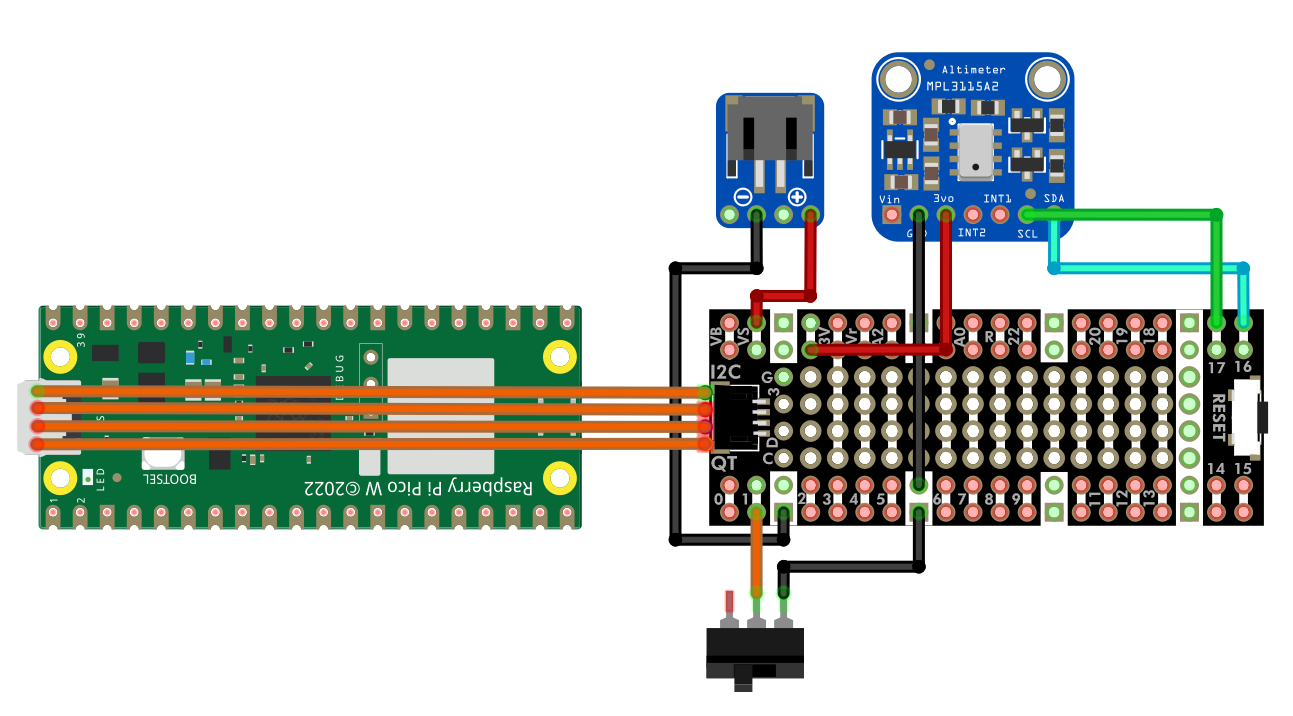 Altimeter
MPL3115A2
Vin
3vo
INT1
SDA
INT2
SCL
39
1
2
LED
BOOTSEL
Raspberry Pi Pico W ©2022
VB
VS
3V
Vr
A2
A0
R
22
20
19
18
17
16
I2C
G
3
D
C
QT
RESET
14
15
0
1
2
3
4
5
6
7
8
9
11
12
13